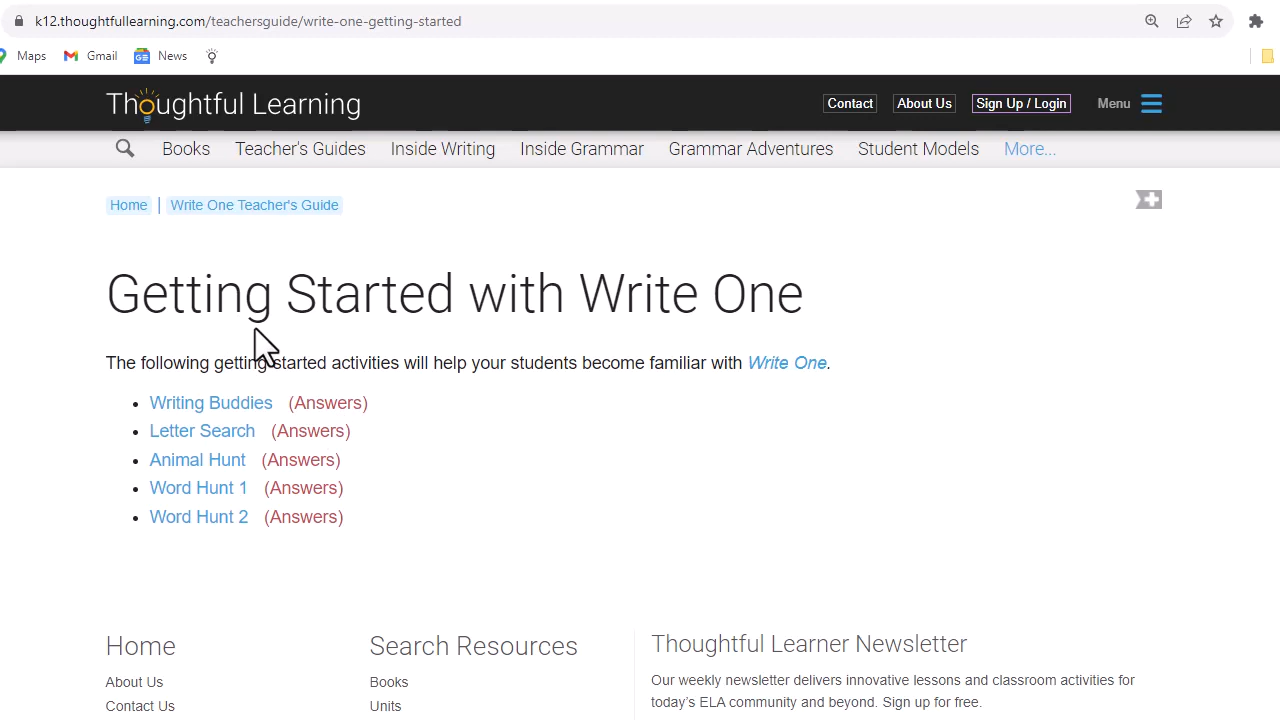 k12.thoughtfullearning.com/teachersguide/write-one-getting-started
Maps Gmail News
Thoughtful Learning Contact About Us Sign Up / Login Menu
Books Teacher's Guides Inside Writing Inside Grammar Grammar Adventures Student Models More...
Home | Write One Teacher's Guide
Getting Started with Write One
The following getting started activities will help your students become familiar with Write One.
• Writing Buddies (Answers)
• Letter Search (Answers)
• Animal Hunt (Answers)
• Word Hunt 1 (Answers)
• Word Hunt 2 (Answers)
Home
About Us
Contact Us
Search Resources
Books
Units
Thoughtful Learner Newsletter
Our weekly newsletter delivers innovative lessons and classroom activities for
today’s ELA community and beyond. Sign up for free.